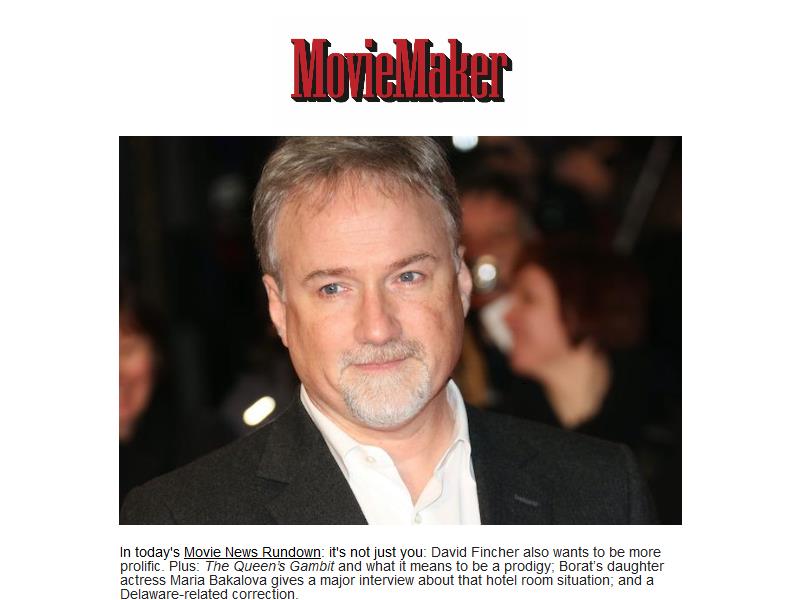 MovieMaker
In today's Movie News Rundown: it's not just you: David Fincher also wants to be more
prolific. Plus: The Queen’s Gambit and what it means to be a prodigy; Borat’s daughter
actress Maria Bakalova gives a major interview about that hotel room situation; and a
Delaware-related correction.